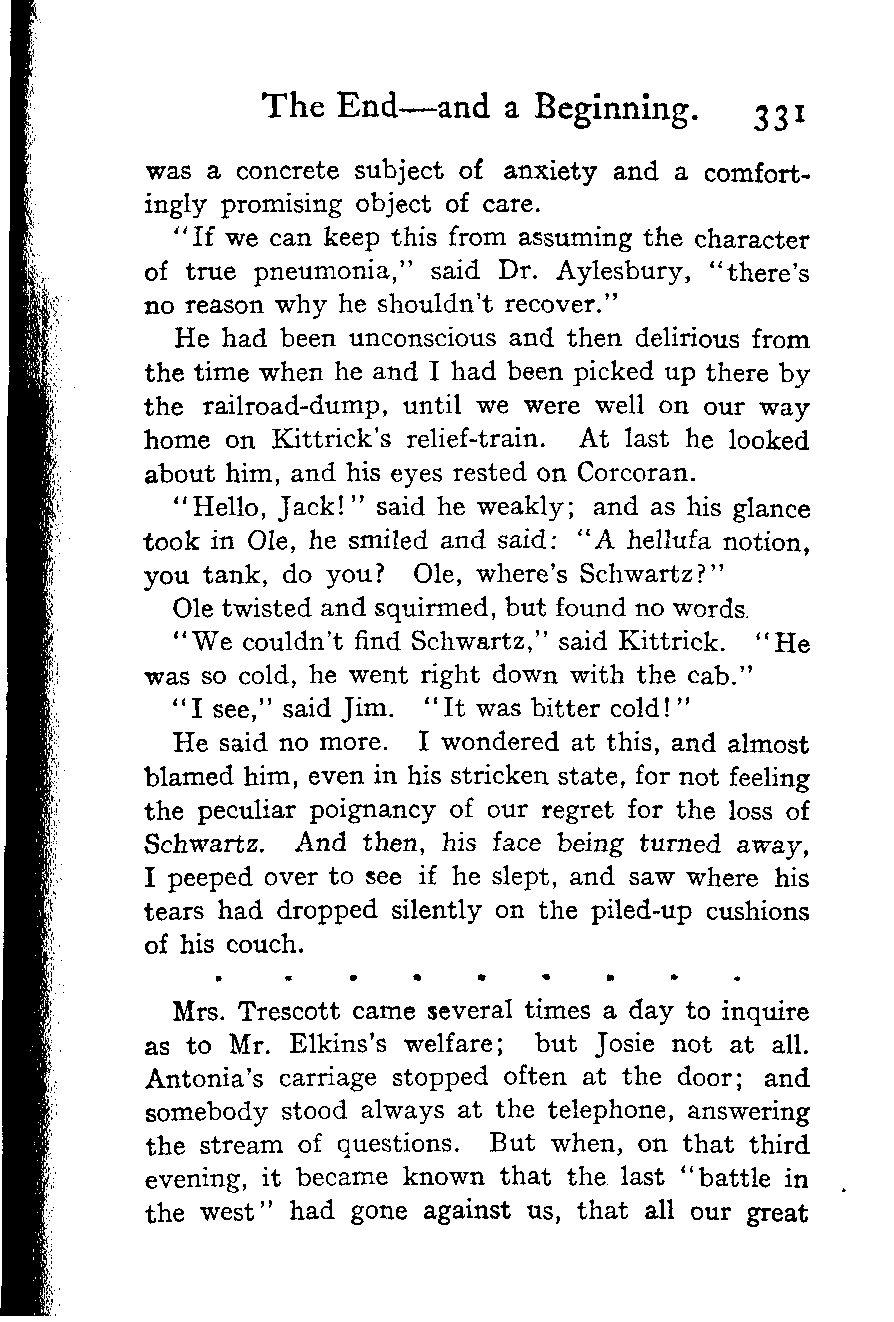 The End—and a Beginning. 331
was a concrete subject of anxiety and a comfort-
ingly promising object of care.
"If we can keep this from assuming the character
of true pneumonia," said Dr. Aylesbury, "there's
no reason why he shouldn't recover."
He had been unconscious and then delirious from
the time when he and I had been picked up there by
the railroad-dump, until we were well on our way
home on Kittrick's relief-train. At last he looked
about him, and his eyes rested on Corcoran.
"Hello, Jack!" said he weakly; and as his glance
took in Ole, he smiled and said: "A hellufa notion,
you tank, do you? Ole, where's Schwartz?"
Ole twisted and squirmed, but found no words.
"We couldn't find Schwartz," said Kittrick. "He
was so cold, he went right down with the cab."
"I see," said Jim. "It was bitter cold!"
He said no more. I wondered at this, and almost
blamed him, even in his stricken state, for not feeling
the peculiar poignancy of our regret for the loss of
Schwartz. And then, his face being turned away,
I peeped over to see if he slept, and saw where his
tears had dropped silently on the piled-up cushions
of his couch.
. . . . . . . . .
Mrs. Trescott came several times a day to inquire
as to Mr. Elkins's welfare; but Josie not at all.
Antonia's carriage stopped often at the door; and
somebody stood always at the telephone, answering
the stream of questions. But when, on that third
evening, it became known that the last "battle in
the west" had gone against us, that all our great